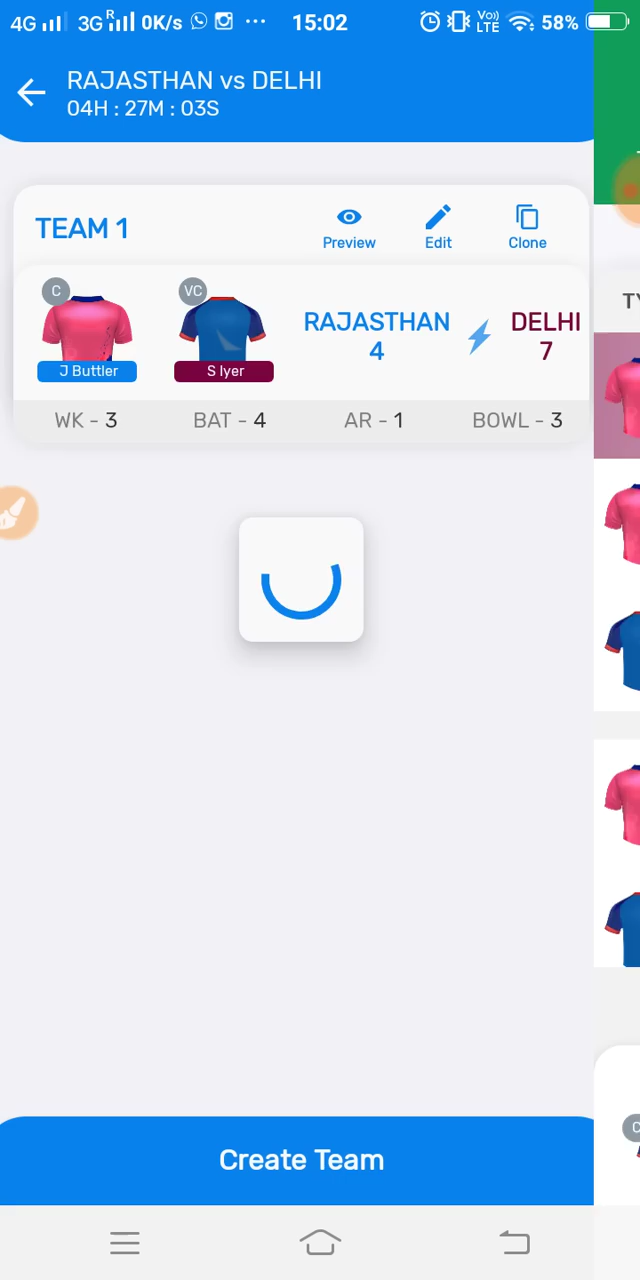 4G 3G R 0K/s ... 15:02 Vo) LTE 58%
RAJASTHAN vs DELHI
04H : 27M : 03S
TEAM 1
Preview Edit Clone
C VC
J Buttler S Iyer
RAJASTHAN DELHI
4 7
WK - 3 BAT - 4 AR - 1 BOWL - 3
Create Team